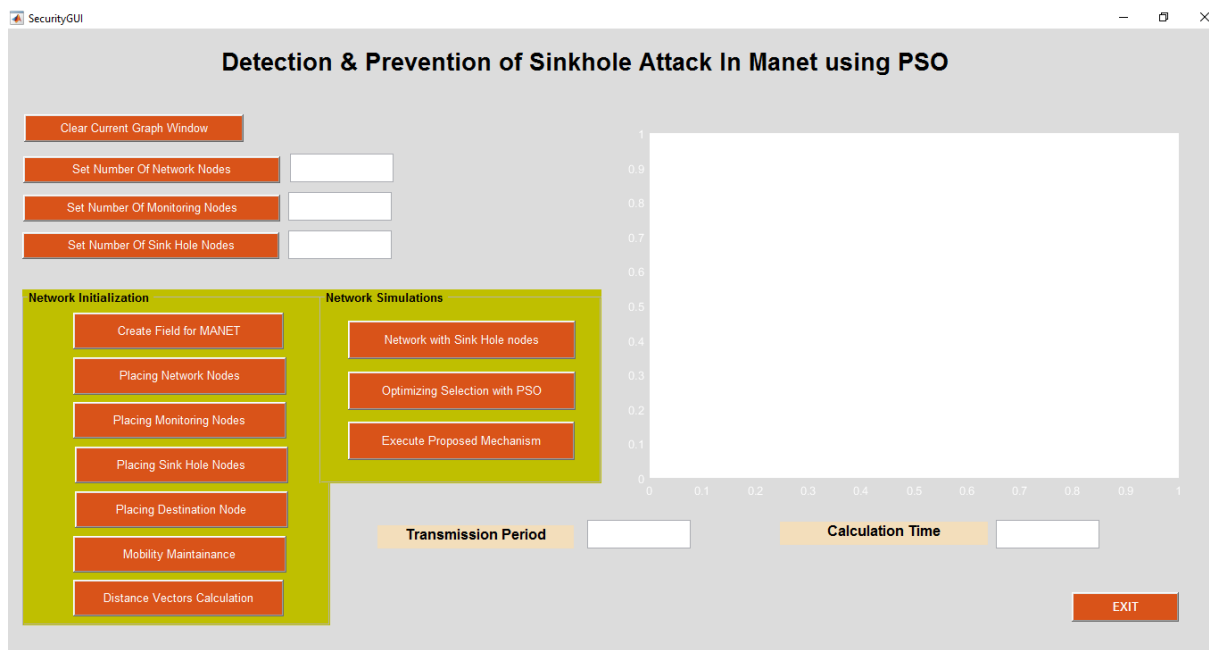 SecurityGUI
Detection & Prevention of Sinkhole Attack In Manet using PSO
Clear Current Graph Window
Set Number Of Network Nodes
Set Number Of Monitoring Nodes
Set Number Of Sink Hole Nodes
Network Initialization
Create Field for MANET
Placing Network Nodes
Placing Monitoring Nodes
Placing Sink Hole Nodes
Placing Destination Node
Mobility Maintainance
Distance Vectors Calculation
Network Simulations
Network with Sink Hole nodes
Optimizing Selection with PSO
Execute Proposed Mechanism
1
0.9
0.8
0.7
0.6
0.5
0.4
0.3
0.2
0.1
0
0 0.1 0.2 0.3 0.4 0.5 0.6 0.7 0.8 0.9 1
Transmission Period
Calculation Time
EXIT